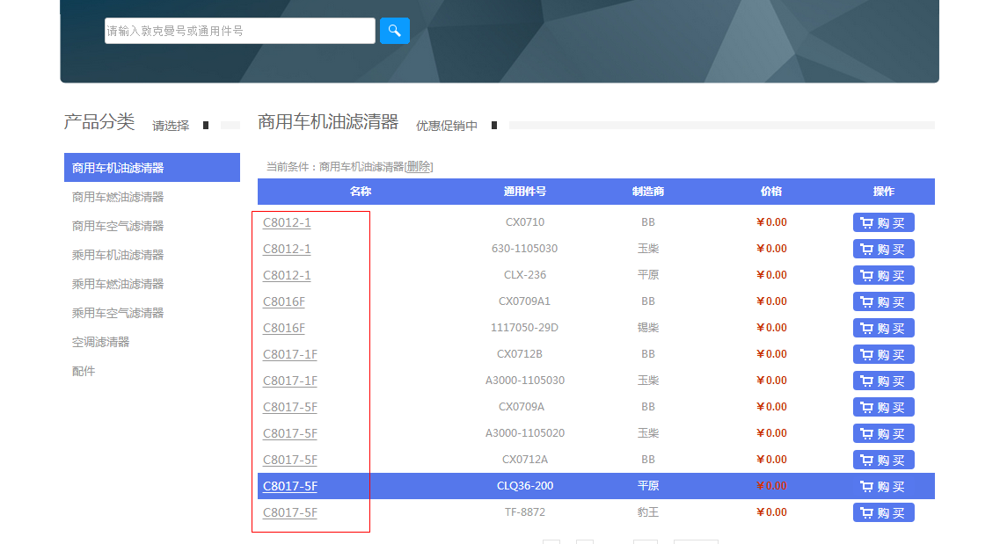 请输入敦克曼号或通用件号
产品分类 请选择
商用车机油滤清器
商用车燃油滤清器
商用车空气滤清器
乘用车机油滤清器
乘用车燃油滤清器
乘用车空气滤清器
空调滤清器
配件
商用车机油滤清器 优惠促销中
当前条件：商用车机油滤清器[删除]
名称 通用件号 制造商 价格 操作
C8012-1 CX0710 BB ￥0.00 购 买
C8012-1 630-1105030 玉柴 ￥0.00 购 买
C8012-1 CLX-236 平原 ￥0.00 购 买
C8016F CX0709A1 BB ￥0.00 购 买
C8016F 1117050-29D 锡柴 ￥0.00 购 买
C8017-1F CX0712B BB ￥0.00 购 买
C8017-1F A3000-1105030 玉柴 ￥0.00 购 买
C8017-5F CX0709A BB ￥0.00 购 买
C8017-5F A3000-1105020 玉柴 ￥0.00 购 买
C8017-5F CX0712A BB ￥0.00 购 买
C8017-5F CLQ36-200 平原 ￥0.00 购 买
C8017-5F TF-8872 豹王 ￥0.00 购 买